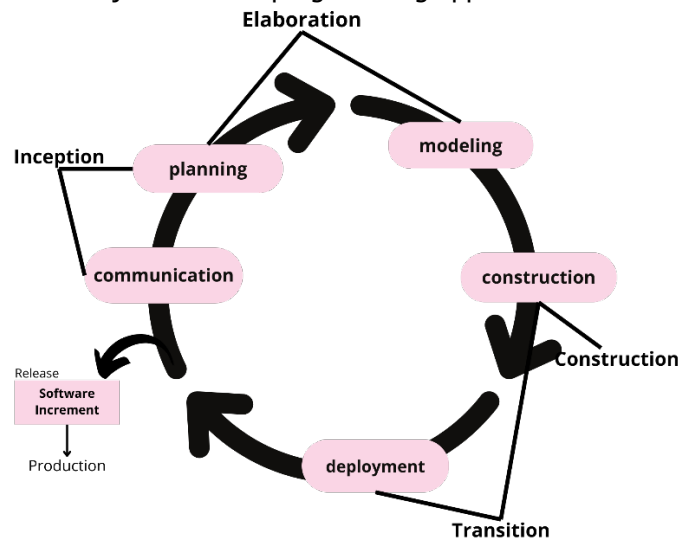 Elaboration
modeling
Inception
planning
communication
construction
Construction
Release
Software
Increment
Production
deployment
Transition